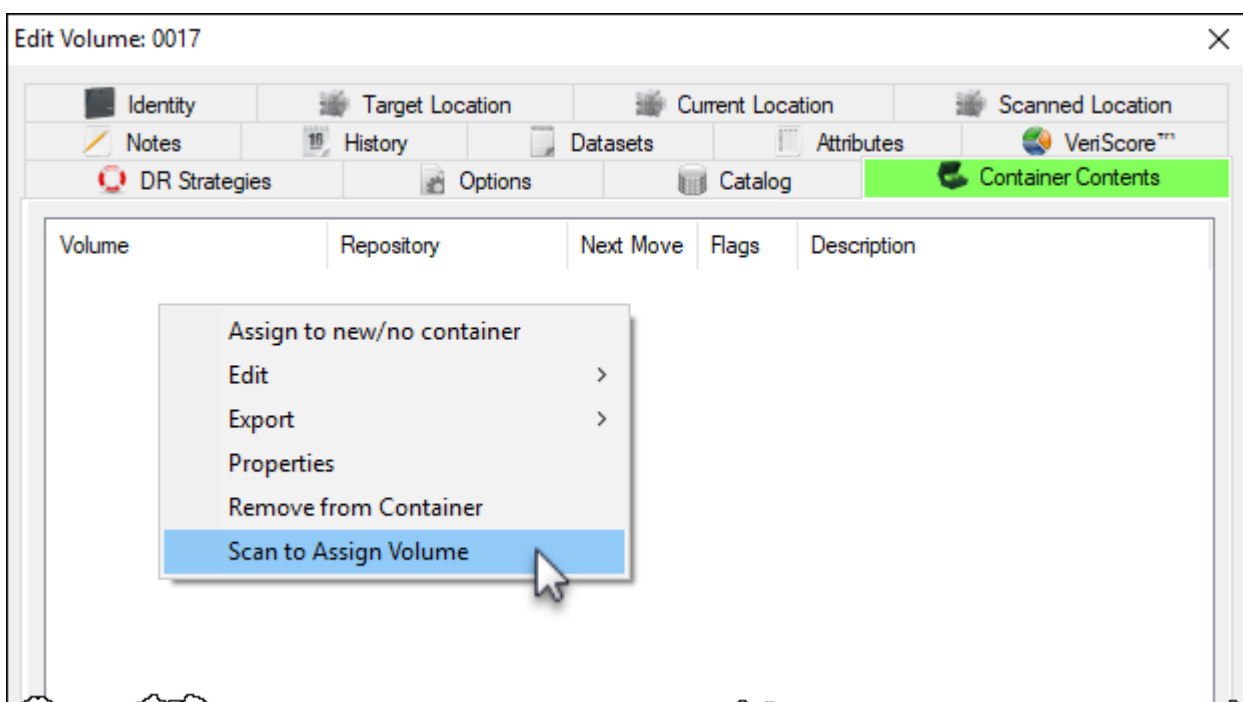 Edit Volume: 0017
Identity Target Location Current Location Scanned Location
Notes 16 History Datasets Attributes VeriScore™
DR Strategies Options Catalog Container Contents
Volume Repository Next Move Flags Description
Assign to new/no container
Edit
Export
Properties
Remove from Container
Scan to Assign Volume